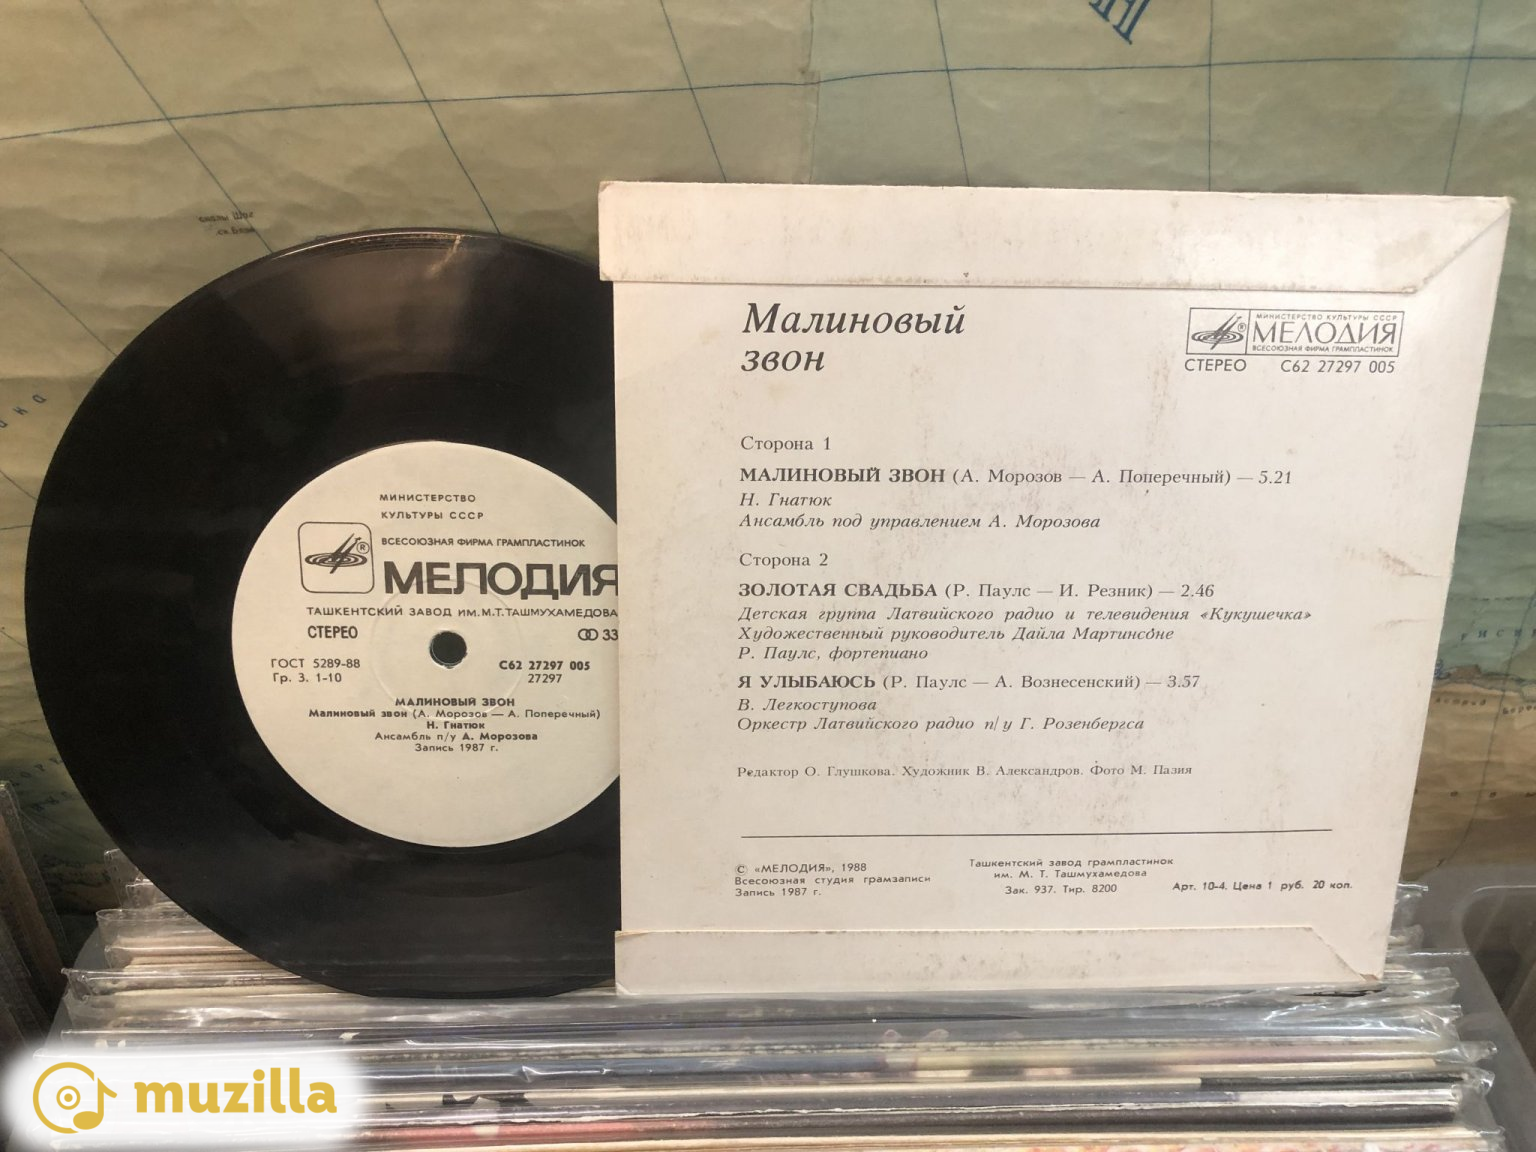 МИНИСТЕРСТВО
КУЛЬТУРЫ СССР
ВСЕСОЮЗНАЯ ФИРМА ГРАМПЛАСТИНОК
МЕЛОДИЯ
ТАШКЕНТСКИЙ ЗАВОД ИМ. М.Т. ТАШМУХАМЕДОВА
СТЕРЕО
33
ГОСТ 5289-88
Гр. 3. 1-10
С62 27297 005
27297
МАЛИНОВЫЙ ЗВОН
Малиновый звон (А. Морозов — А. Поперечный)
Н. Гнатюк
Ансамбль п/у А. Морозова
Запись 1987 г.
Малиновый
звон
МИНИСТЕРСТВО КУЛЬТУРЫ СССР
МЕЛОДИЯ
ВСЕСОЮЗНАЯ ФИРМА ГРАМПЛАСТИНОК
СТЕРЕО С62 27297 005
Сторона 1
МАЛИНОВЫЙ ЗВОН (А. Морозов — А. Поперечный) — 5.21
Н. Гнатюк
Ансамбль под управлением А. Морозова
Сторона 2
ЗОЛОТАЯ СВАДЬБА (Р. Паулс — И. Резник) — 2.46
Детская группа Латвийского радио и телевидения «Кукушечка»
Художественный руководитель Дайла Мартинсоне
Р. Паулс, фортепиано
Я УЛЫБАЮСЬ (Р. Паулс — А. Вознесенский) — 3.57
В. Легкоступова
Оркестр Латвийского радио п/у Г. Розенбергса
Редактор О. Глушкова. Художник В. Александров. Фото М. Пазия
© «МЕЛОДИЯ», 1988
Всесоюзная студия грамзаписи
Запись 1987 г.
Ташкентский завод грампластинок
им. М. Т. Ташмухамедова
Зак. 937. Тир. 8200
Арт. 10-4. Цена 1 руб. 20 коп.
muzilla